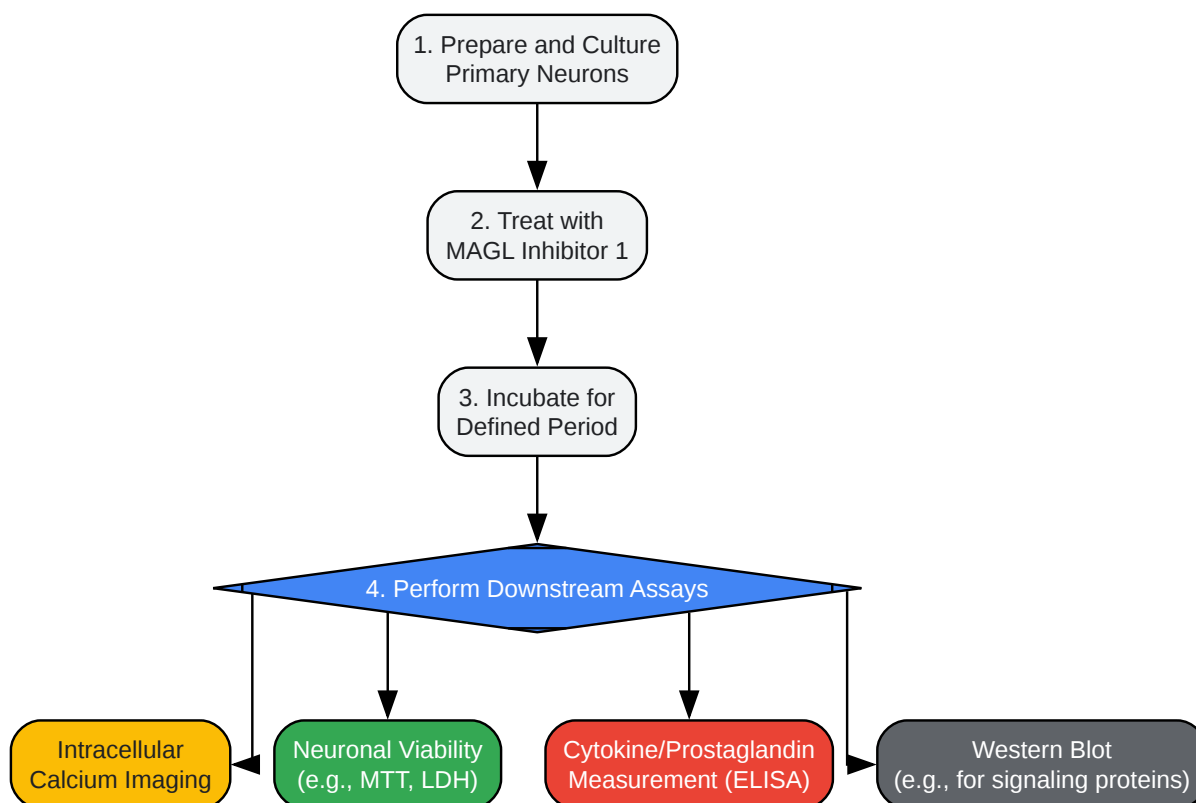 1. Prepare and Culture
Primary Neurons
2. Treat with
MAGL Inhibitor 1
3. Incubate for
Defined Period
4. Perform Downstream Assays
Intracellular
Calcium Imaging
Neuronal Viability
(e.g., MTT, LDH)
Cytokine/Prostaglandin
Measurement (ELISA)
Western Blot
(e.g., for signaling proteins)